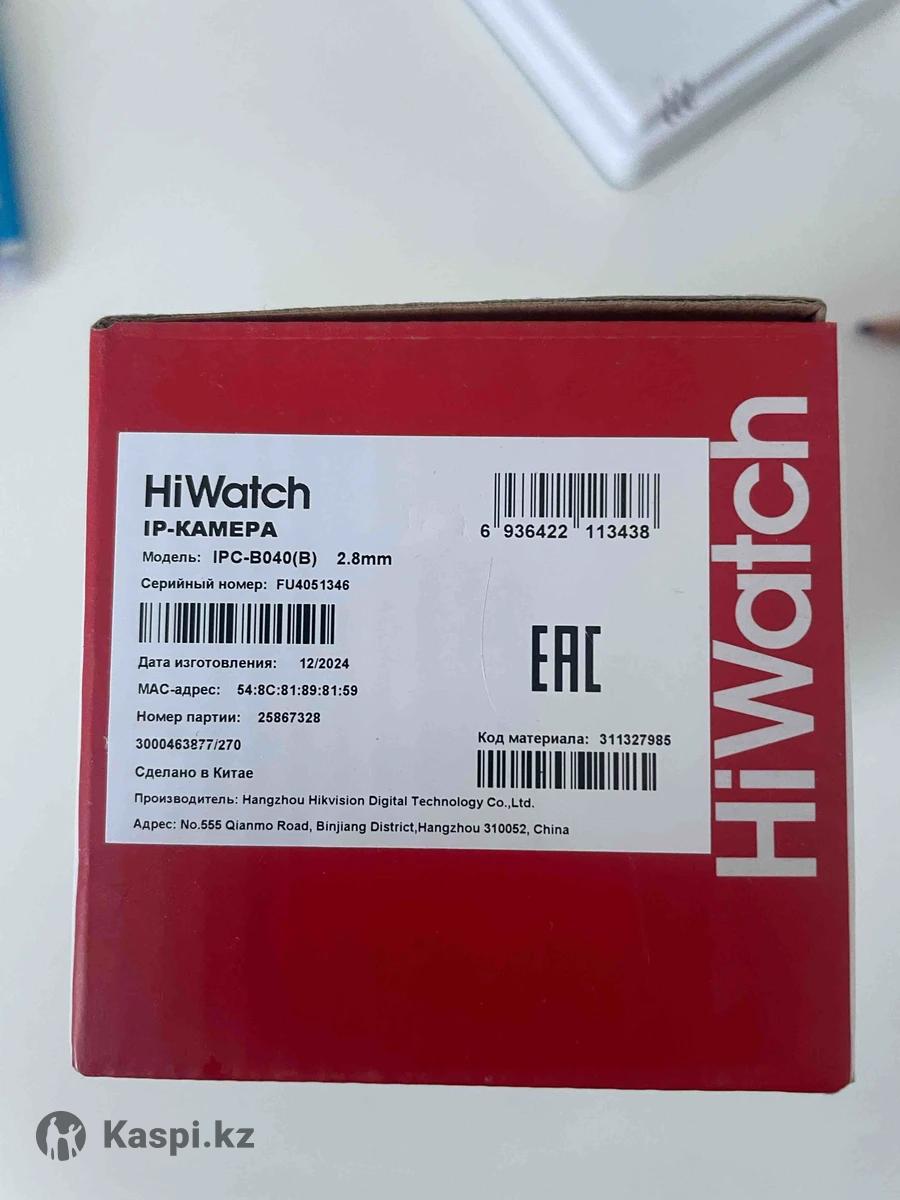 HiWatch
IP-КАМЕРА
Модель: IPC-B040(B) 2.8mm
Серийный номер: FU4051346
6 936422 113438
EAC
Дата изготовления: 12/2024
MAC-адрес: 54:8C:81:89:81:59
Номер партии: 25867328
3000463877/270
Код материала: 311327985
Сделано в Китае
Производитель: Hangzhou Hikvision Digital Technology Co.,Ltd.
Адрес: No.555 Qianmo Road, Binjiang District,Hangzhou 310052, China
HiWatch
Kaspi.kz